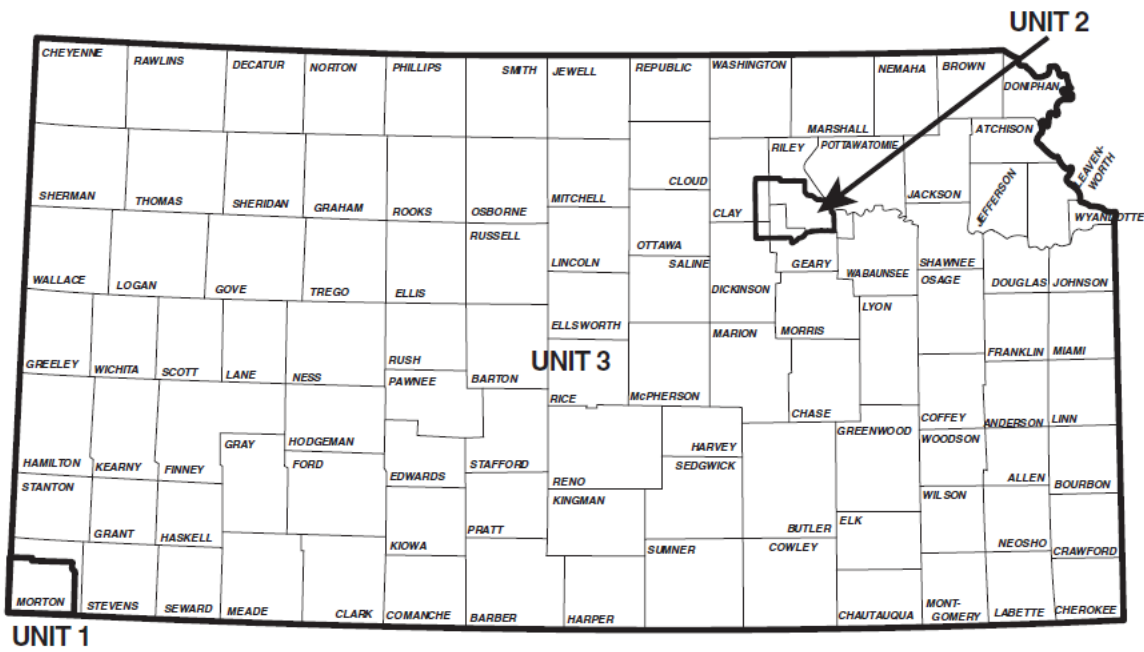 UNIT 2
CHEYENNE
RAWLINS
DECATUR
NORTON
PHILLIPS
SMITH
JEWELL
REPUBLIC
WASHINGTON
MARSHALL
NEMAHA
BROWN
DONIPHAN
SHERMAN
THOMAS
SHERIDAN
GRAHAM
ROOKS
OSBORNE
MITCHELL
CLOUD
CLAY
RILEY
POTTAWATOMIE
JACKSON
ATCHISON
JEFFERSON
LEAVEN-
WORTH
WYANDOTTE
WALLACE
LOGAN
GOVE
TREGO
ELLIS
RUSSELL
LINCOLN
OTTAWA
SALINE
DICKINSON
GEARY
WABAUNSEE
SHAWNEE
OSAGE
DOUGLAS
JOHNSON
GREELEY
WICHITA
SCOTT
LANE
NESS
RUSH
PAWNEE
BARTON
ELLSWORTH
UNIT 3
RICE
McPHERSON
MARION
MORRIS
LYON
CHASE
FRANKLIN
MIAMI
HAMILTON
KEARNY
FINNEY
GRAY
HODGEMAN
FORD
EDWARDS
STAFFORD
RENO
KINGMAN
HARVEY
SEDGWICK
GREENWOOD
COFFEY
WOODSON
ANDERSON
LINN
STANTON
GRANT
HASKELL
KIOWA
PRATT
SUMNER
BUTLER
COWLEY
ELK
WILSON
ALLEN
BOURBON
NEOSHO
CRAWFORD
MORTON
STEVENS
SEWARD
MEADE
CLARK
COMANCHE
BARBER
HARPER
CHAUTAUQUA
MONT-
GOMERY
LABETTE
CHEROKEE
UNIT 1